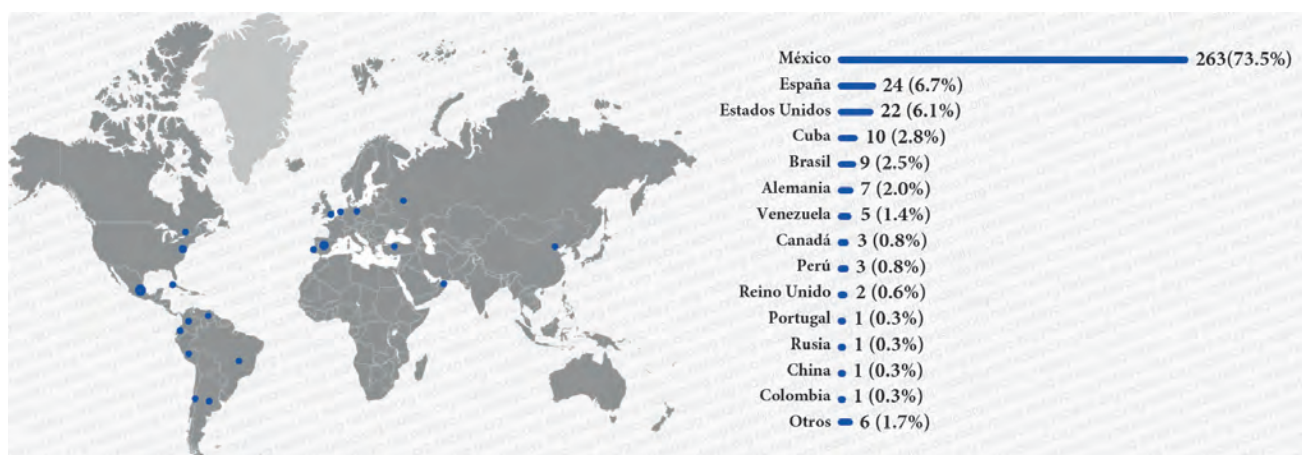 México 263(73.5%)
España 24 (6.7%)
Estados Unidos 22 (6.1%)
Cuba 10 (2.8%)
Brasil 9 (2.5%)
Alemania 7 (2.0%)
Venezuela 5 (1.4%)
Canadá 3 (0.8%)
Perú 3 (0.8%)
Reino Unido 2 (0.6%)
Portugal 1 (0.3%)
Rusia 1 (0.3%)
China 1 (0.3%)
Colombia 1 (0.3%)
Otros 6 (1.7%)